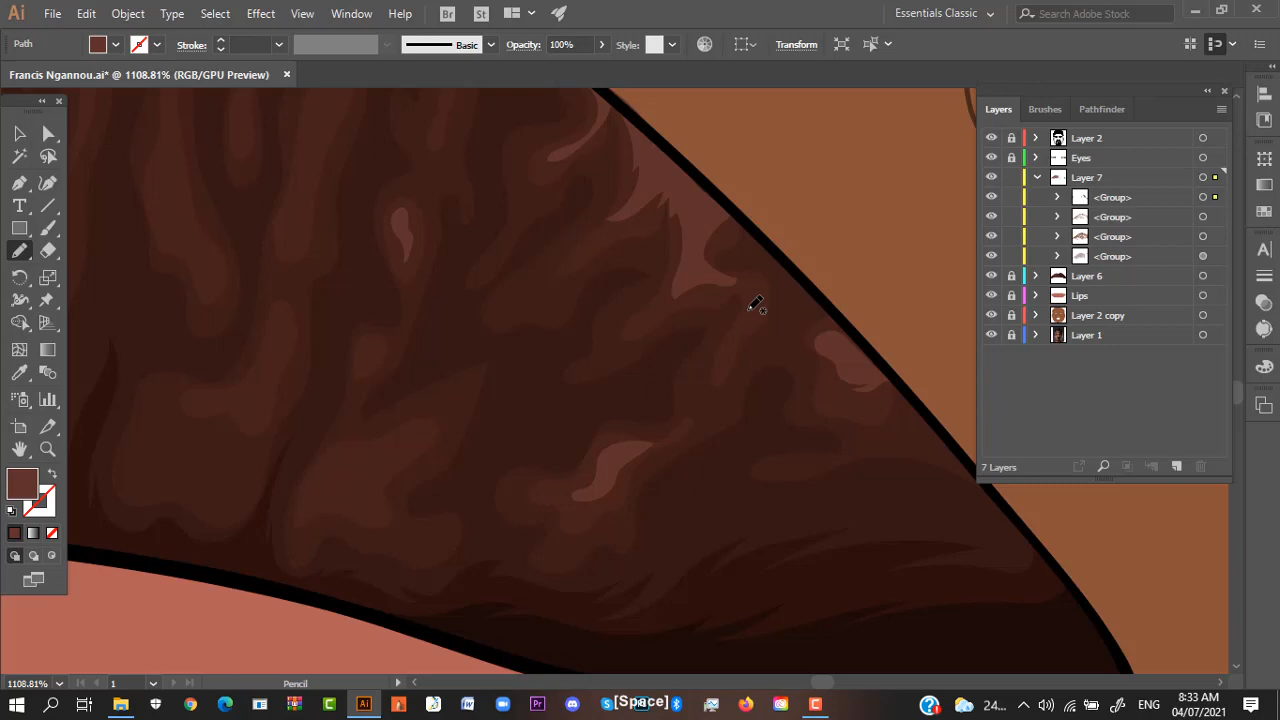 Ai File Edit Object Type Select Effect View Window Help Br St Essentials Classic Search Adobe Stock
Path Stroke: Basic Opacity: 100% Style: Transform
Francis Ngannou.ai* @ 1108.81% (RGB/GPU Preview)
Layers Brushes Pathfinder
Layer 2
Eyes
Layer 7
<Group>
<Group>
<Group>
<Group>
Layer 6
Lips
Layer 2 copy
Layer 1
7 Layers
1108.81% 1 Pencil
[Space]
24... ENG
8:33 AM
04/07/2021